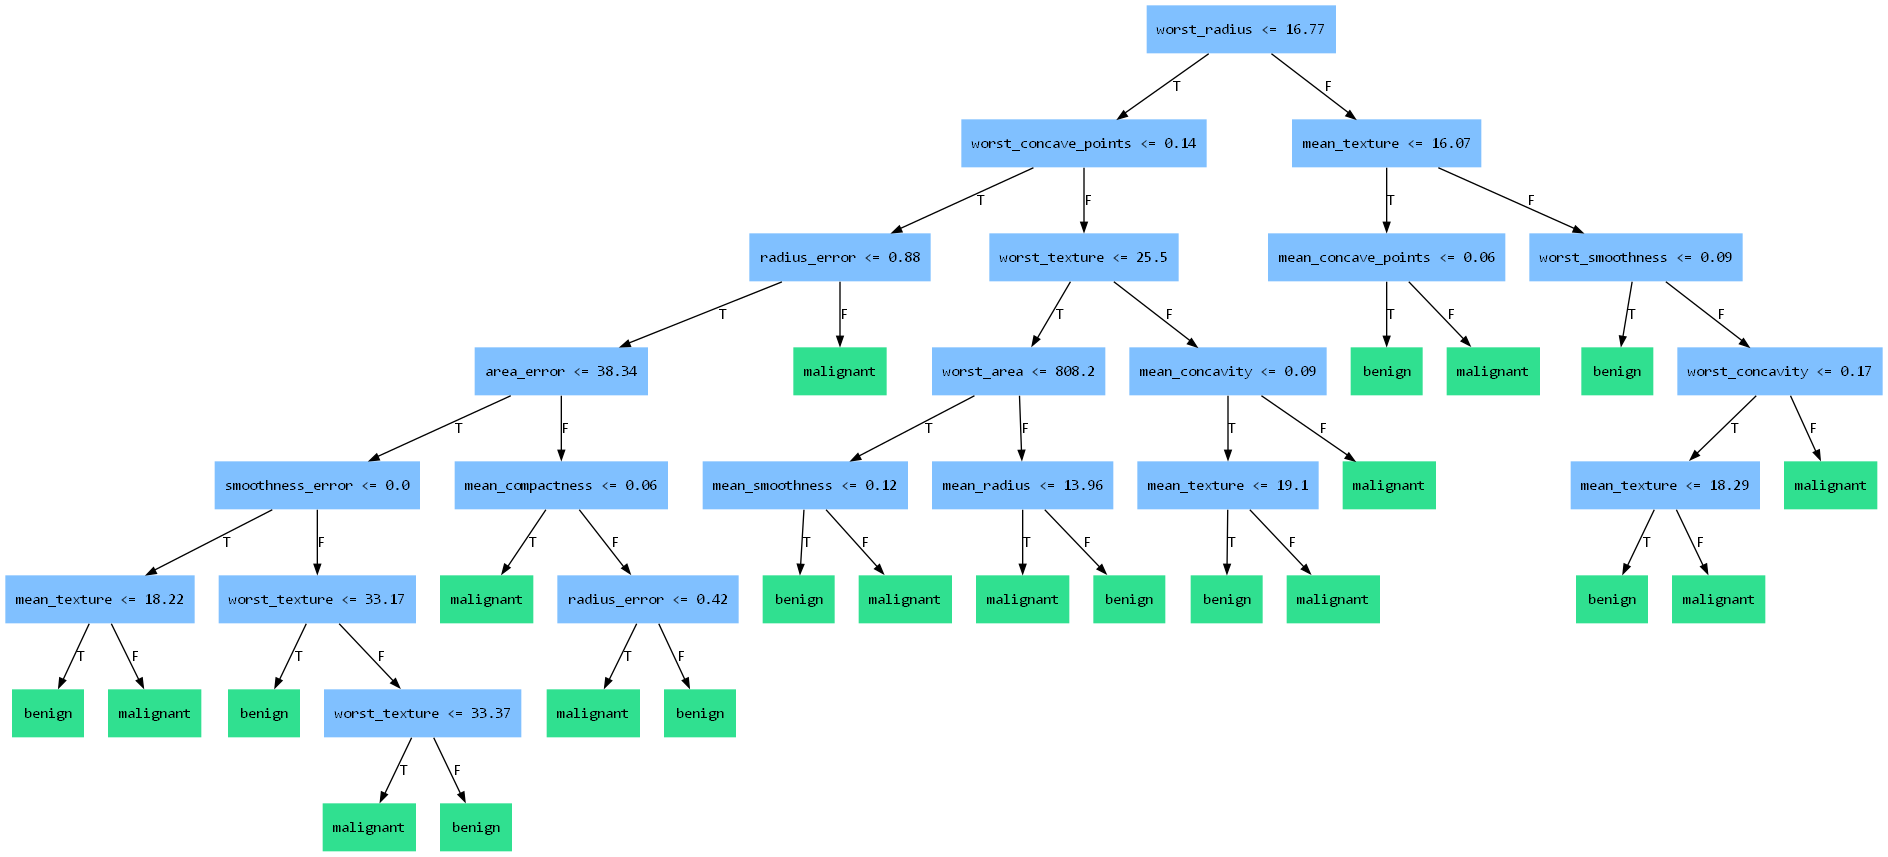 worst_radius <= 16.77
T
F
worst_concave_points <= 0.14
mean_texture <= 16.07
T
F
T
F
radius_error <= 0.88
worst_texture <= 25.5
mean_concave_points <= 0.06
worst_smoothness <= 0.09
T
F
T
F
T
F
T
F
area_error <= 38.34
malignant
worst_area <= 808.2
mean_concavity <= 0.09
benign
malignant
benign
worst_concavity <= 0.17
T
F
T
F
T
F
T
F
smoothness_error <= 0.0
mean_compactness <= 0.06
mean_smoothness <= 0.12
mean_radius <= 13.96
mean_texture <= 19.1
malignant
mean_texture <= 18.29
malignant
T
F
T
F
T
F
T
F
T
F
T
F
mean_texture <= 18.22
worst_texture <= 33.17
malignant
radius_error <= 0.42
benign
malignant
malignant
benign
benign
malignant
benign
malignant
T
F
T
F
T
F
benign
malignant
benign
worst_texture <= 33.37
malignant
benign
T
F
malignant
benign